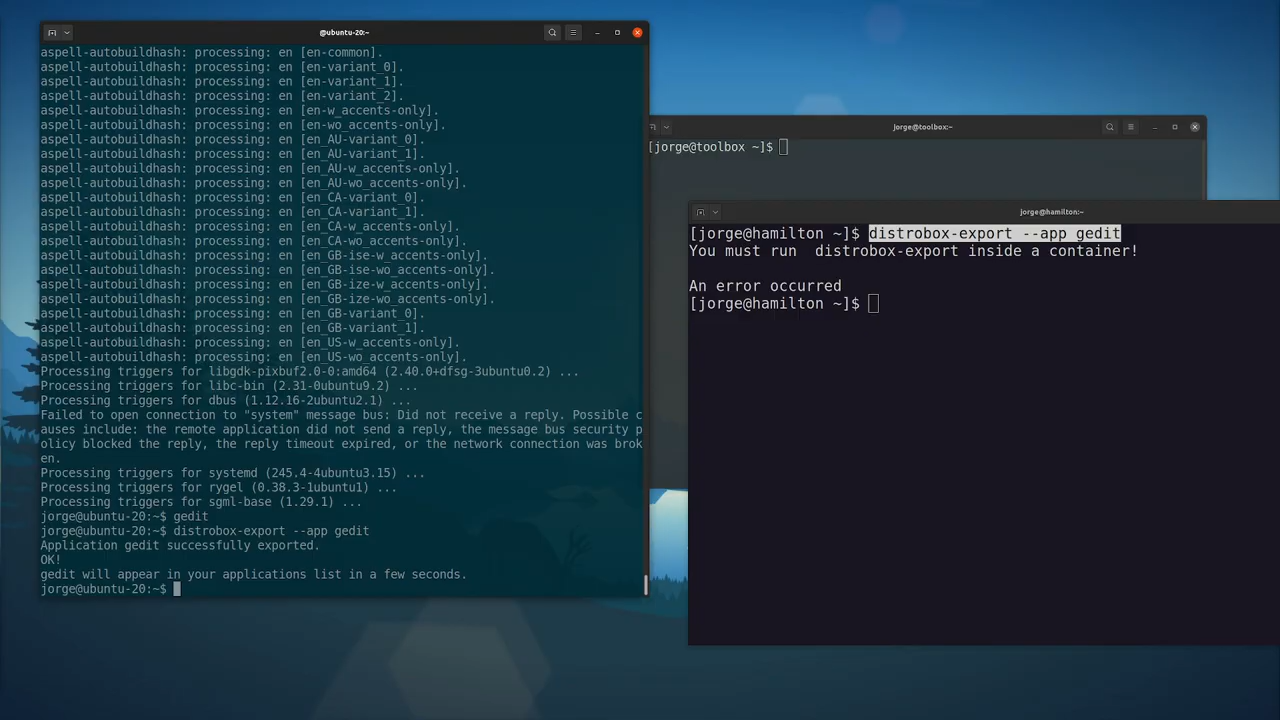 @ubuntu-20:~
aspell-autobuildhash: processing: en [en-common].
aspell-autobuildhash: processing: en [en-variant_0].
aspell-autobuildhash: processing: en [en-variant_1].
aspell-autobuildhash: processing: en [en-variant_2].
aspell-autobuildhash: processing: en [en-w_accents-only].
aspell-autobuildhash: processing: en [en-wo_accents-only].
aspell-autobuildhash: processing: en [en_AU-variant_0].
aspell-autobuildhash: processing: en [en_AU-variant_1].
aspell-autobuildhash: processing: en [en_AU-w_accents-only].
aspell-autobuildhash: processing: en [en_AU-wo_accents-only].
aspell-autobuildhash: processing: en [en_CA-variant_0].
aspell-autobuildhash: processing: en [en_CA-variant_1].
aspell-autobuildhash: processing: en [en_CA-w_accents-only].
aspell-autobuildhash: processing: en [en_CA-wo_accents-only].
aspell-autobuildhash: processing: en [en_GB-ise-w_accents-only].
aspell-autobuildhash: processing: en [en_GB-ise-wo_accents-only].
aspell-autobuildhash: processing: en [en_GB-ize-w_accents-only].
aspell-autobuildhash: processing: en [en_GB-ize-wo_accents-only].
aspell-autobuildhash: processing: en [en_GB-variant_0].
aspell-autobuildhash: processing: en [en_GB-variant_1].
aspell-autobuildhash: processing: en [en_US-w_accents-only].
aspell-autobuildhash: processing: en [en_US-wo_accents-only].
Processing triggers for libgdk-pixbuf2.0-0:amd64 (2.40.0+dfsg-3ubuntu0.2) ...
Processing triggers for libc-bin (2.31-0ubuntu9.2) ...
Processing triggers for dbus (1.12.16-2ubuntu2.1) ...
Failed to open connection to "system" message bus: Did not receive a reply. Possible c
auses include: the remote application did not send a reply, the message bus security p
olicy blocked the reply, the reply timeout expired, or the network connection was brok
en.
Processing triggers for systemd (245.4-4ubuntu3.15) ...
Processing triggers for rygel (0.38.3-1ubuntu1) ...
Processing triggers for sgml-base (1.29.1) ...
jorge@ubuntu-20:~$ gedit
jorge@ubuntu-20:~$ distrobox-export --app gedit
Application gedit successfully exported.
OK!
gedit will appear in your applications list in a few seconds.
jorge@ubuntu-20:~$
jorge@toolbox:~
[jorge@toolbox ~]$
jorge@hamilton:~
[jorge@hamilton ~]$ distrobox-export --app gedit
You must run  distrobox-export inside a container!
An error occurred
[jorge@hamilton ~]$